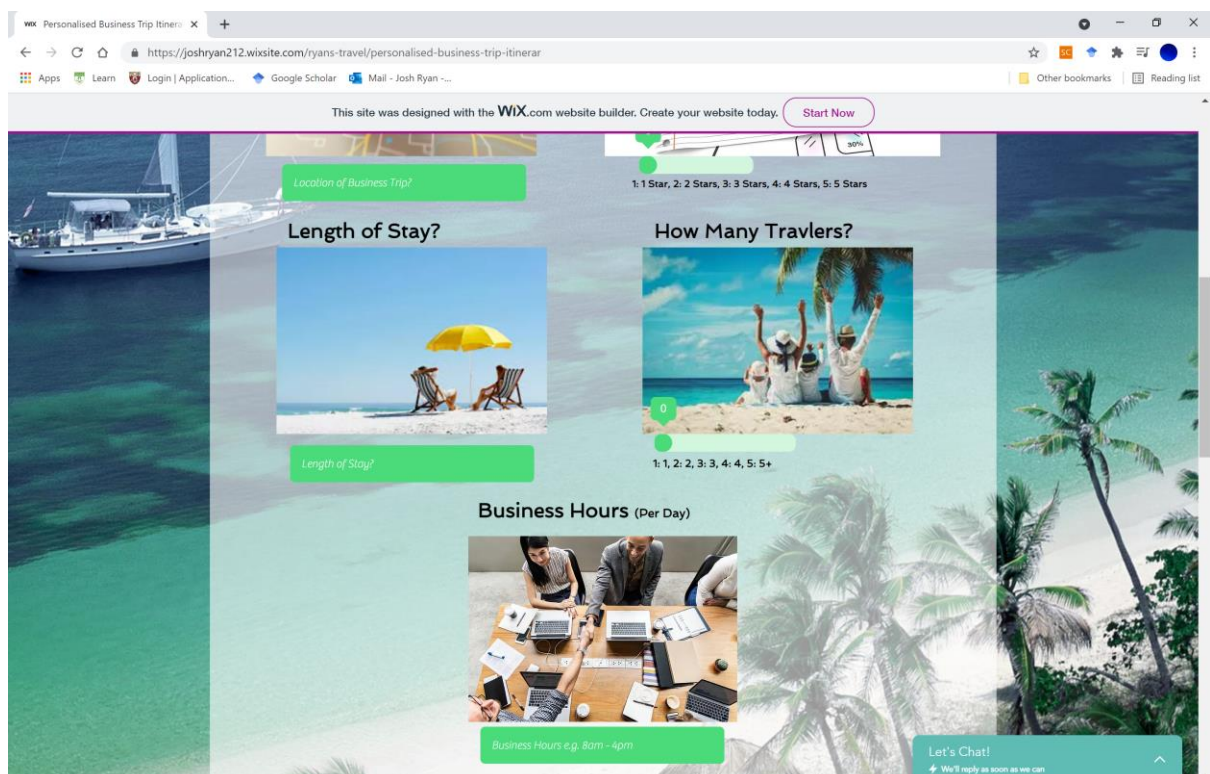 WiX Personalised Business Trip Itinera
https://joshryan212.wixsite.com/ryans-travel/personalised-business-trip-itinerar
SC
Apps Learn Login | Application... Google Scholar Mail - Josh Ryan -... Other bookmarks Reading list
This site was designed with the WiX.com website builder. Create your website today. Start Now
30%
Location of Business Trip?
1: 1 Star, 2: 2 Stars, 3: 3 Stars, 4: 4 Stars, 5: 5 Stars
Length of Stay?
How Many Travlers?
0
Length of Stay?
1: 1, 2: 2, 3: 3, 4: 4, 5: 5+
Business Hours (Per Day)
Business Hours e.g. 8am - 4pm
Let's Chat!
We'll reply as soon as we can